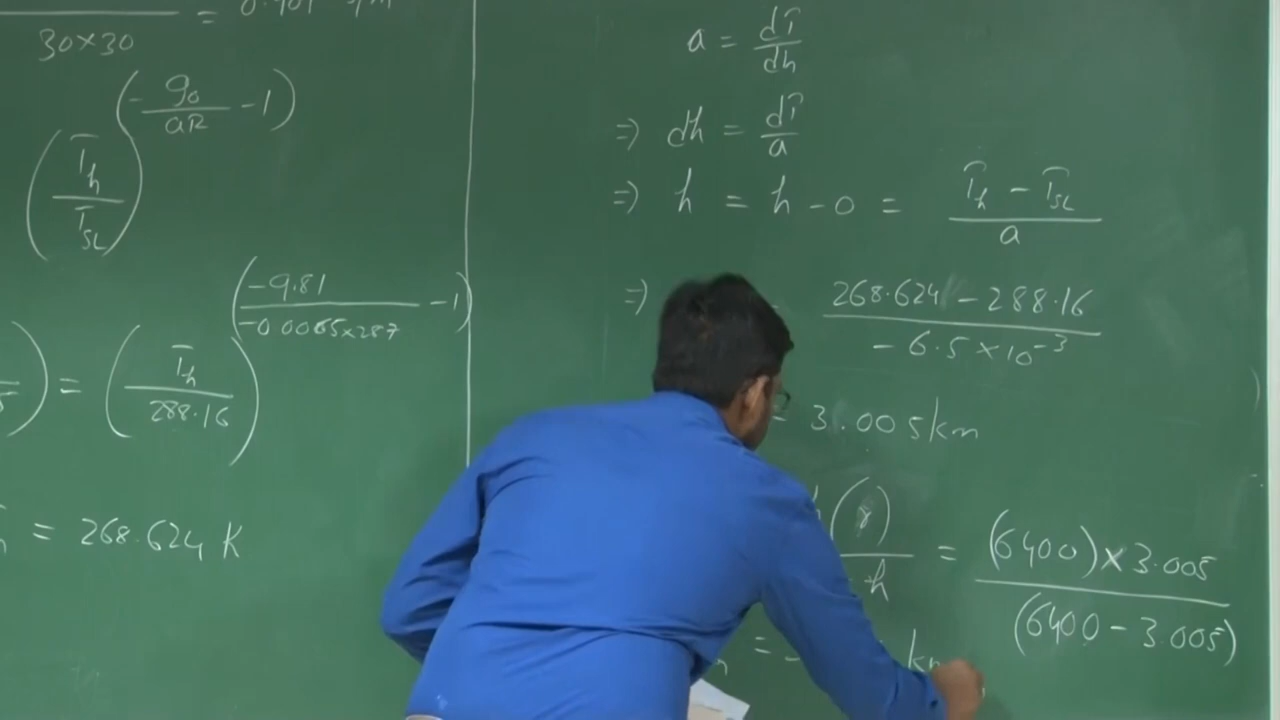 30×30 =
(T̄h / T̄SL)^(-g0/aR - 1)
) = (T̄h / 288.16)^(-9.81 / -0.0065×287 - 1)
= 268.624 K
a = dT̄/dh
⇒ dh = dT̄/a
⇒ h = h - 0 = (T̄h - T̄SL) / a
⇒ (268.624 - 288.16) / (-6.5×10⁻³)
= 3.005 km
= (6400)×3.005 / (6400 - 3.005)
=